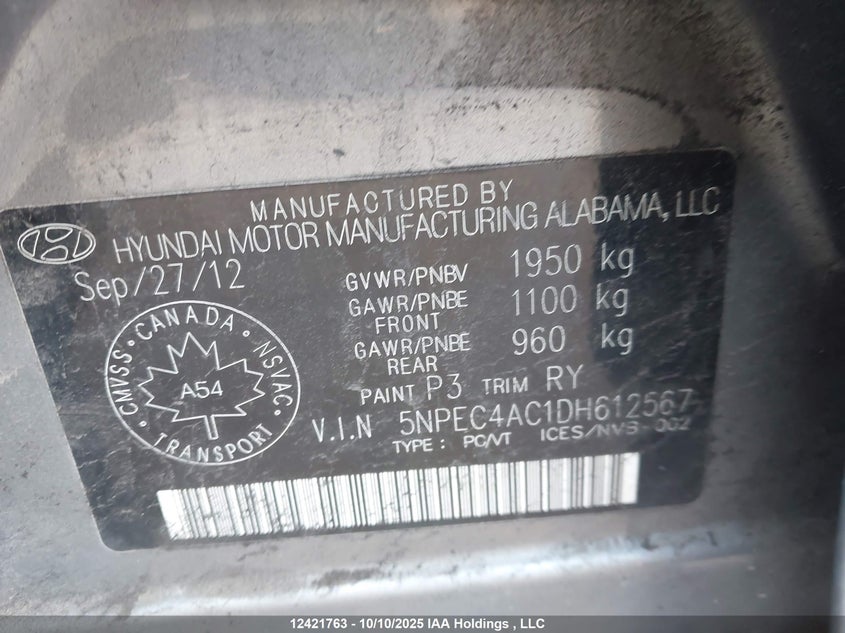 MANUFACTURED BY
HYUNDAI MOTOR MANUFACTURING ALABAMA, LLC
Sep/27/12
GVWR/PNBV 1950 kg
GAWR/PNBE FRONT 1100 kg
GAWR/PNBE REAR 960 kg
PAINT P3 TRIM RY
V.I.N 5NPEC4AC1DH612567
TYPE : PC/VT ICES/NVB-002
CANADA
CMVSS · NSVAC
A54
TRANSPORT
12421763 - 10/10/2025 IAA Holdings , LLC